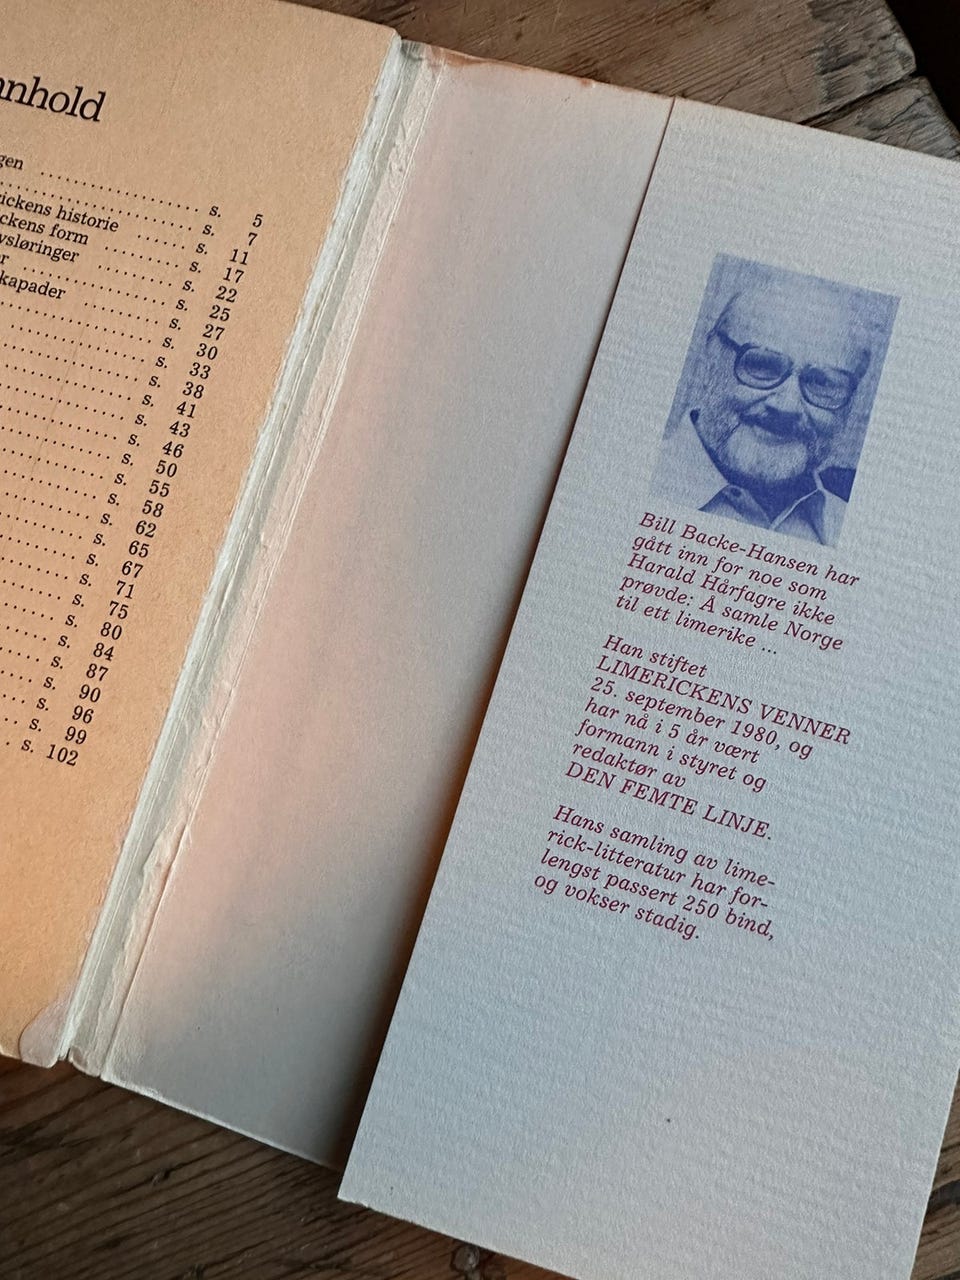 nnhold
gen ........ s. 5
........ s. 7
ickens historie ........ s. 11
ckens form ........ s. 17
vsløringer ........ s. 22
r ........ s. 25
kapader ........ s. 27
........ s. 30
........ s. 33
........ s. 38
........ s. 41
........ s. 43
........ s. 46
........ s. 50
........ s. 55
........ s. 58
........ s. 62
........ s. 65
........ s. 67
........ s. 71
........ s. 75
........ s. 80
........ s. 84
........ s. 87
........ s. 90
........ s. 96
........ s. 99
. s. 102
Bill Backe-Hansen har
gått inn for noe som
Harald Hårfagre ikke
prøvde: Å samle Norge
til ett limerike ...
Han stiftet
LIMERICKENS VENNER
25. september 1980, og
har nå i 5 år vært
formann i styret og
redaktør av
DEN FEMTE LINJE.
Hans samling av lime-
rick-litteratur har for-
lengst passert 250 bind,
og vokser stadig.